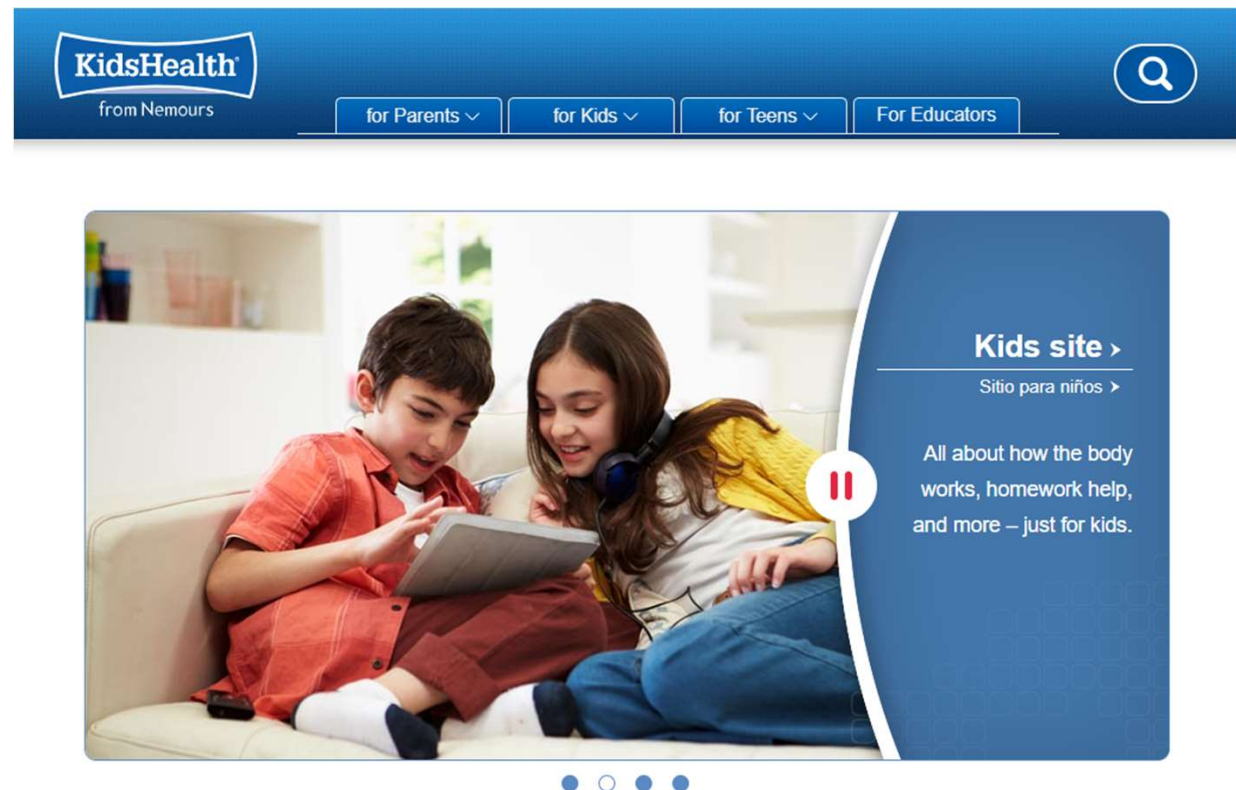 KidsHealth®
from Nemours
for Parents
for Kids
for Teens
For Educators
Kids site >
Sitio para niños >
All about how the body
works, homework help,
and more – just for kids.